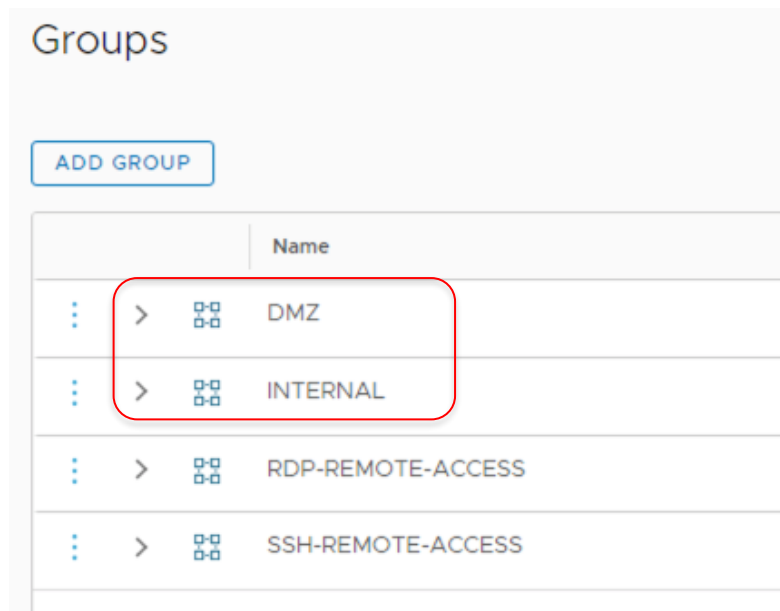 Groups
ADD GROUP
Name
DMZ
INTERNAL
RDP-REMOTE-ACCESS
SSH-REMOTE-ACCESS